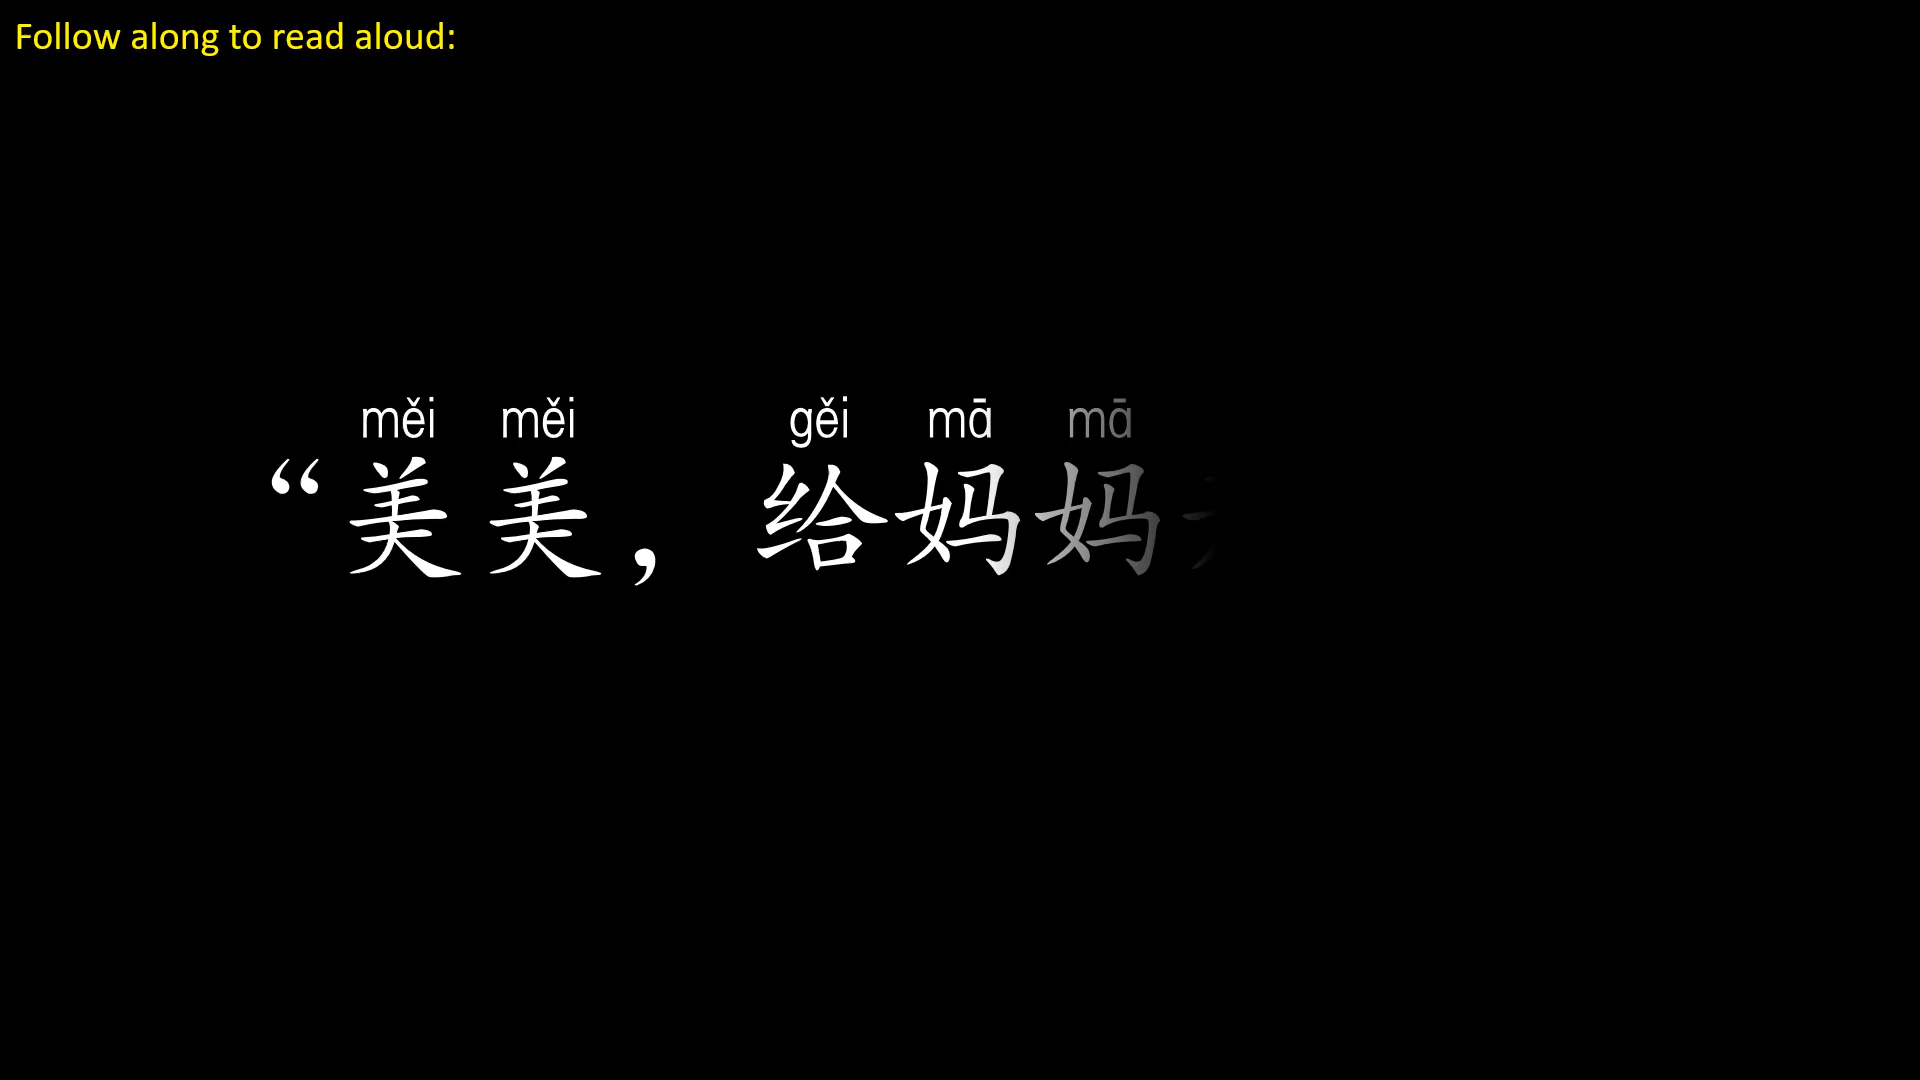 Follow along to read aloud:
měi měi gěi mā mā
“美美，给妈妈